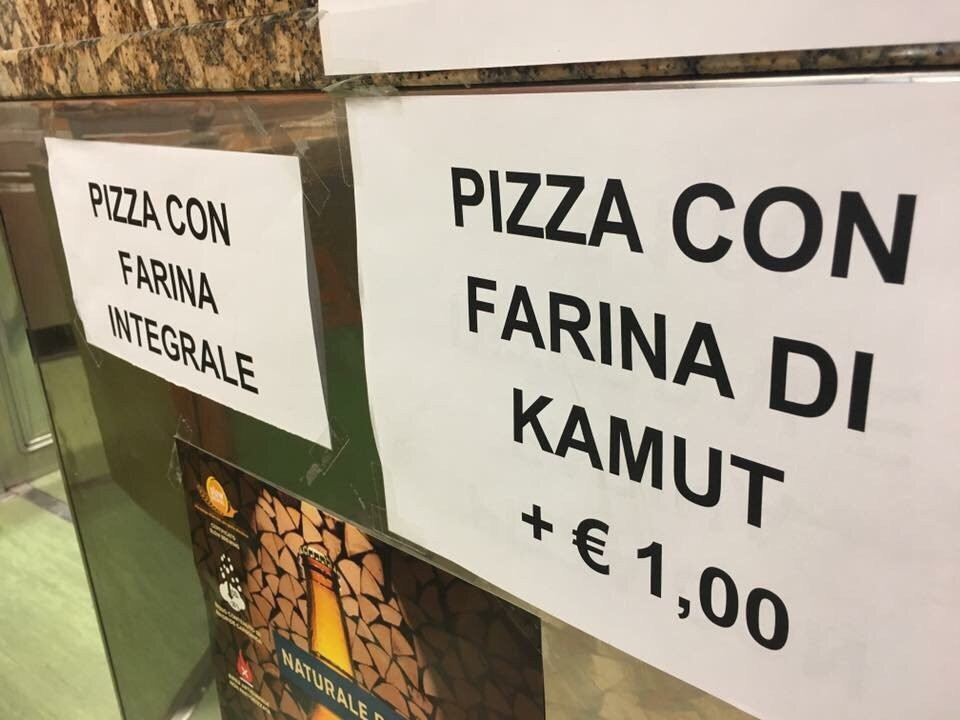 PIZZA CON
FARINA
INTEGRALE
PIZZA CON
FARINA DI
KAMUT
+ € 1,00
NATURALE